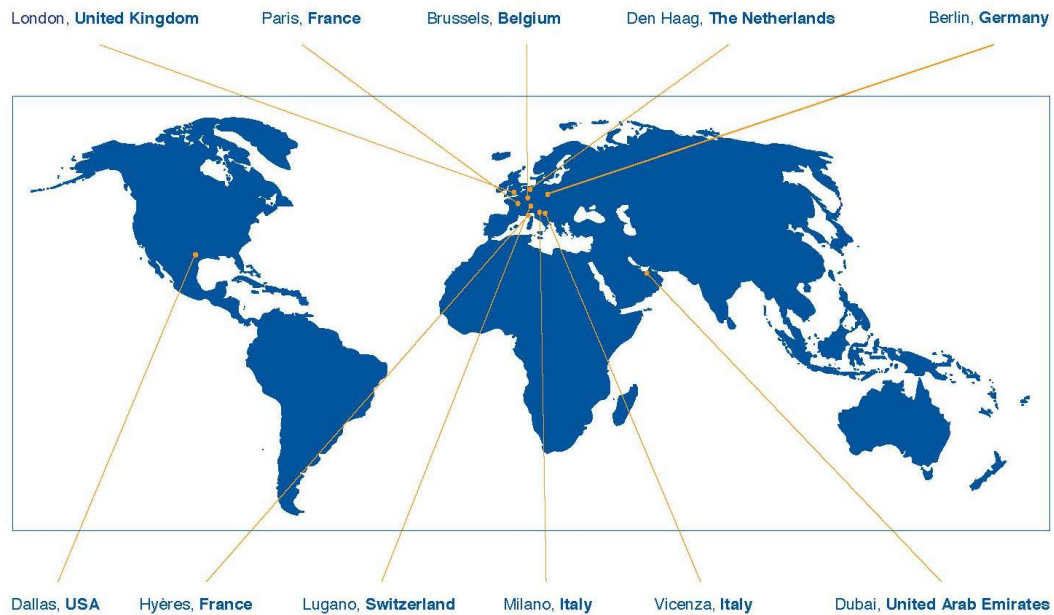 London, United Kingdom
Paris, France
Brussels, Belgium
Den Haag, The Netherlands
Berlin, Germany
Dallas, USA
Hyères, France
Lugano, Switzerland
Milano, Italy
Vicenza, Italy
Dubai, United Arab Emirates